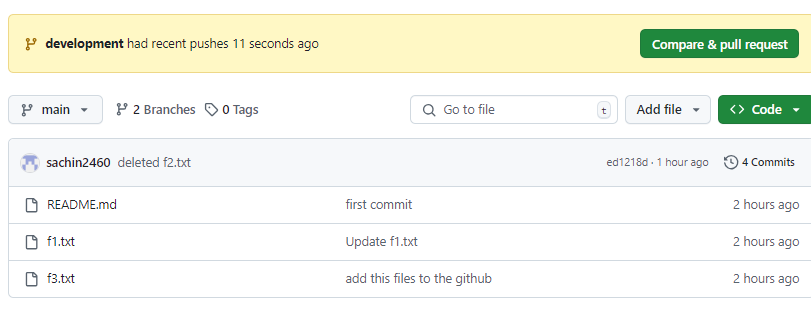 development had recent pushes 11 seconds ago
Compare & pull request
main 2 Branches 0 Tags Go to file t Add file Code
sachin2460 deleted f2.txt ed1218d · 1 hour ago 4 Commits
README.md first commit 2 hours ago
f1.txt Update f1.txt 2 hours ago
f3.txt add this files to the github 2 hours ago